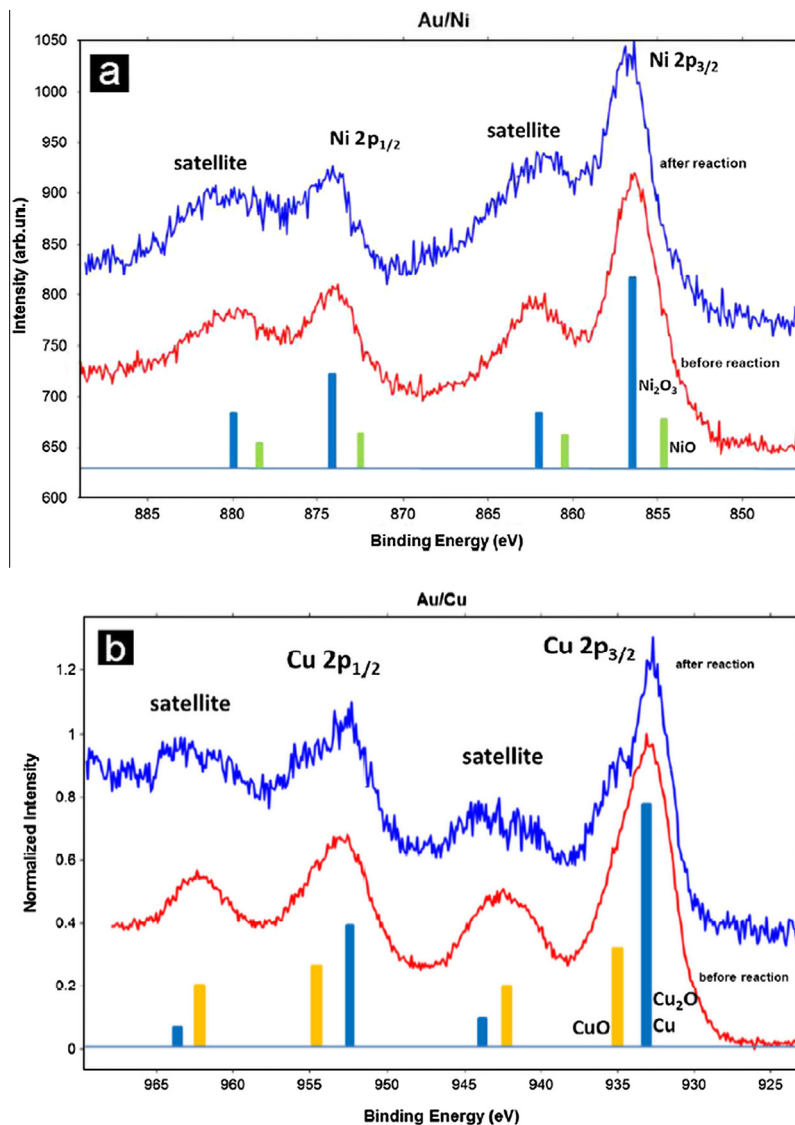 Au/Ni
a
1050
1000
950
900
850
800
750
700
650
600
Intensity (arb.un.)
satellite
Ni 2p1/2
satellite
Ni 2p3/2
after reaction
before reaction
Ni2O3
NiO
885 880 875 870 865 860 855 850
Binding Energy (eV)
Au/Cu
b
1.2
1
0.8
0.6
0.4
0.2
0
Normalized Intensity
satellite
Cu 2p1/2
satellite
Cu 2p3/2
after reaction
before reaction
CuO
Cu2O
Cu
965 960 955 950 945 940 935 930 925
Binding Energy (eV)